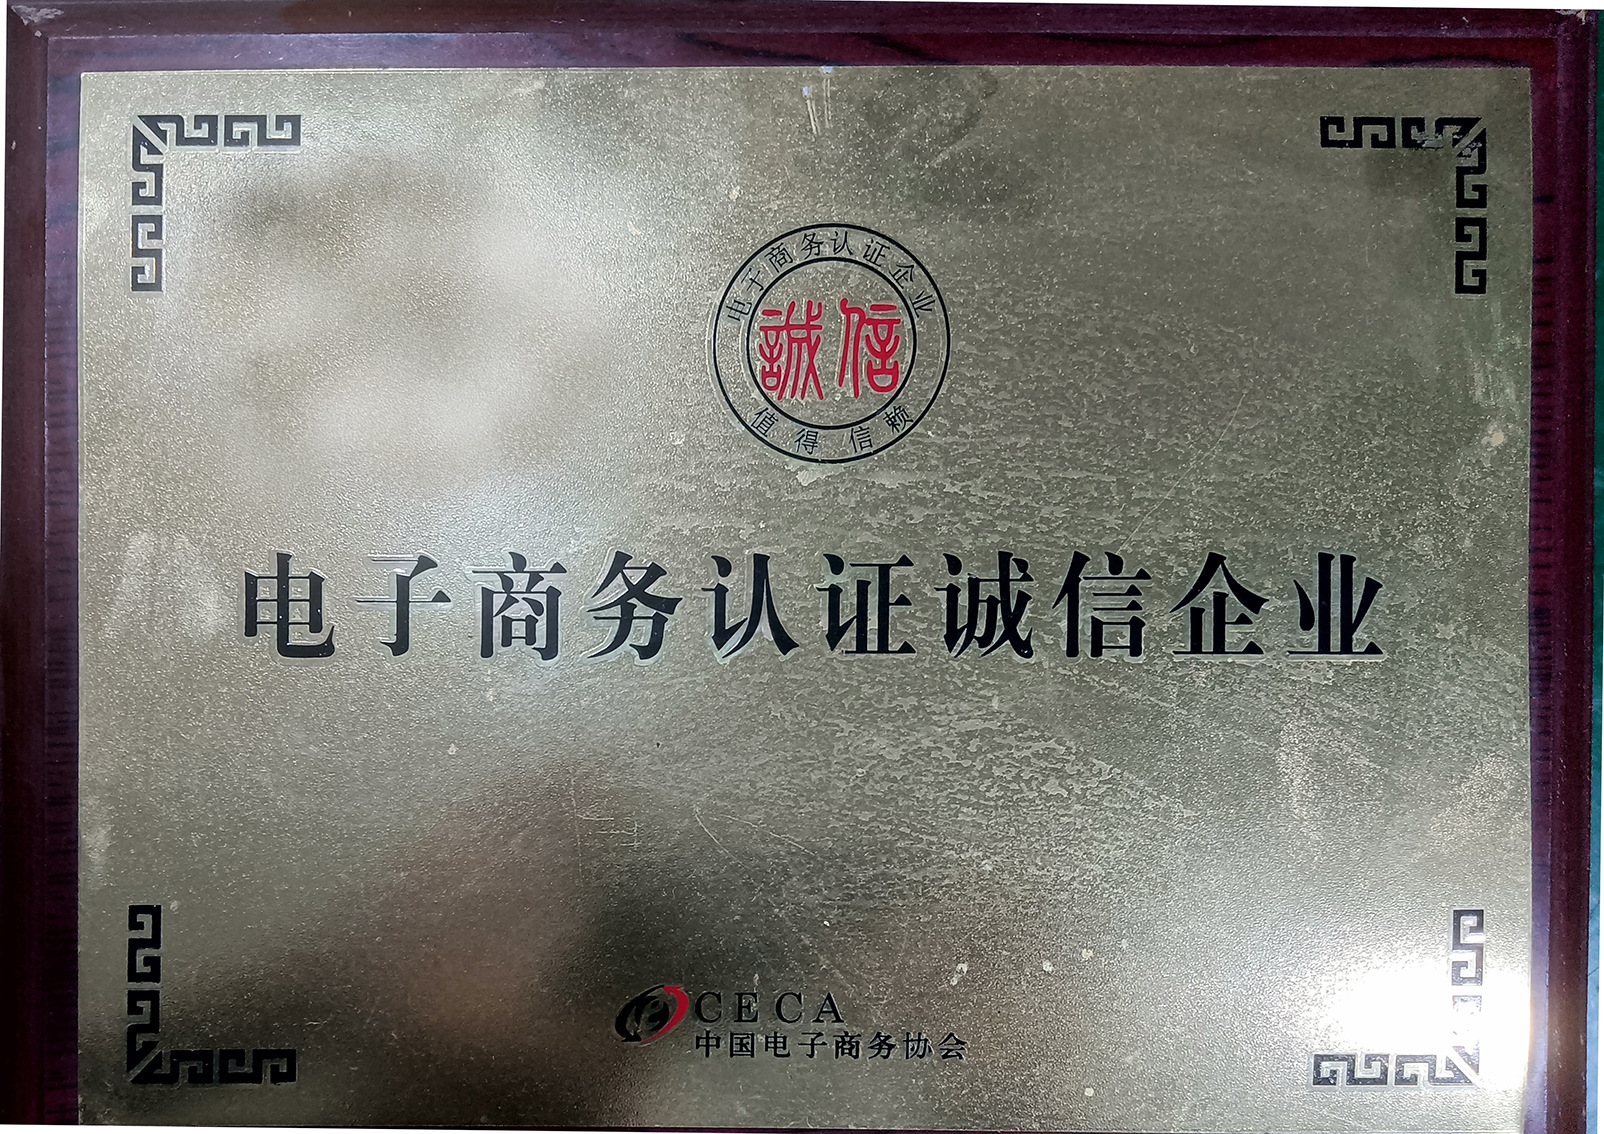 电子商务认证企业
誠信
值得信赖
电子商务认证诚信企业
CECA
中国电子商务协会